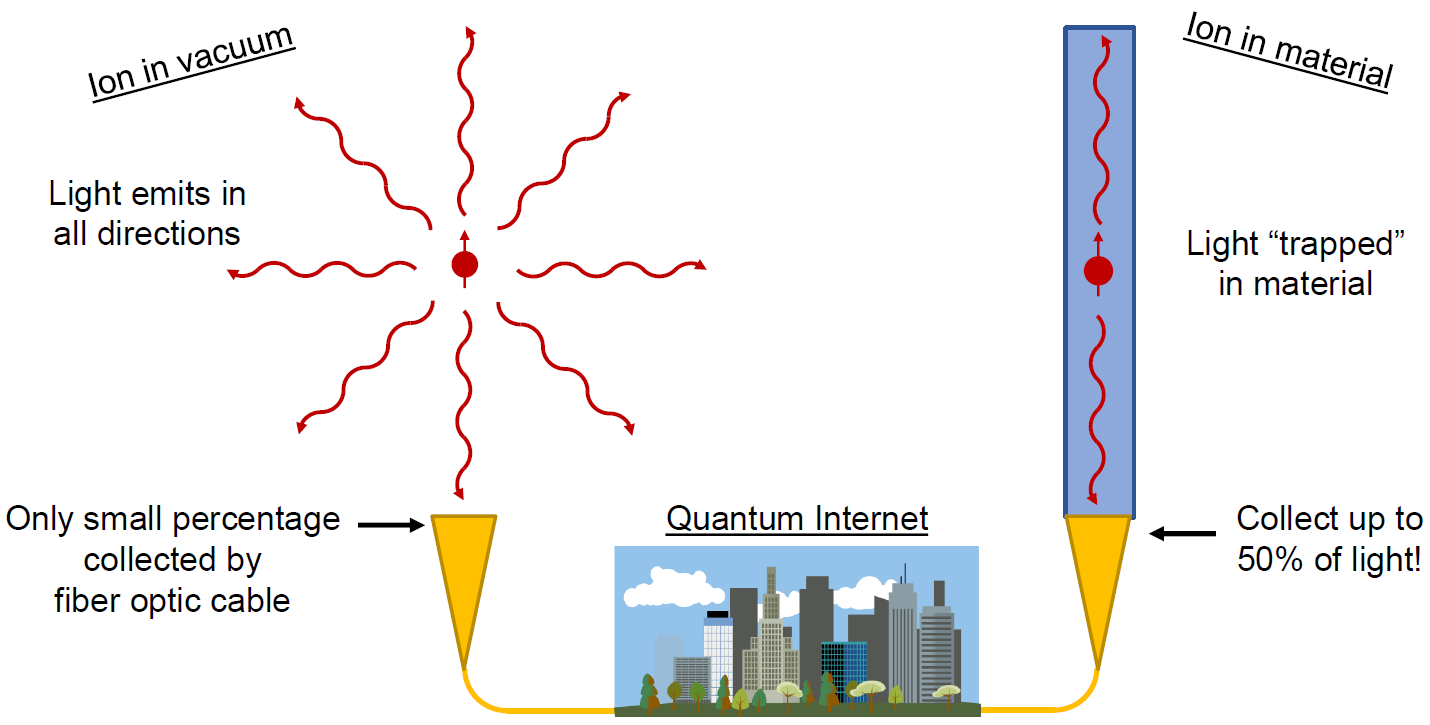 Ion in vacuum
Light emits in
all directions
Only small percentage
collected by
fiber optic cable
Quantum Internet
Ion in material
Light “trapped”
in material
Collect up to
50% of light!